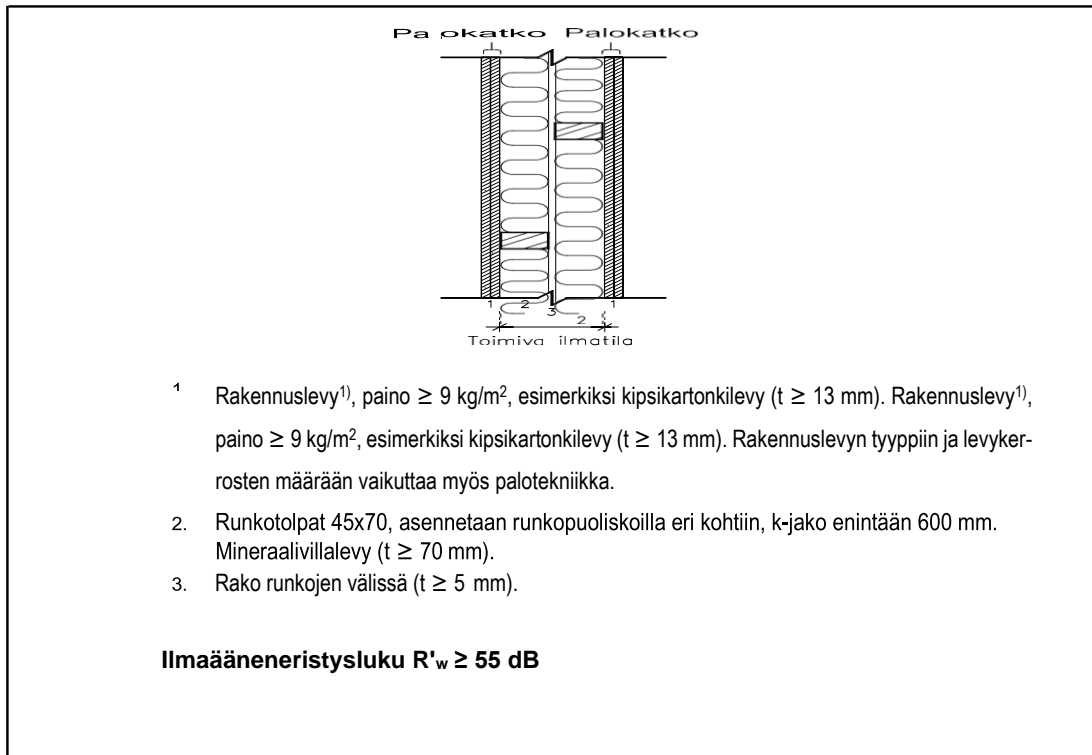 Pa okatko Palokatko
1 2 3 2 1
Toimiva ilmatila
1 Rakennuslevy1), paino ≥ 9 kg/m2, esimerkiksi kipsikartonkilevy (t ≥ 13 mm). Rakennuslevy1),
paino ≥ 9 kg/m2, esimerkiksi kipsikartonkilevy (t ≥ 13 mm). Rakennuslevyn tyyppiin ja levyker-
rosten määrään vaikuttaa myös palotekniikka.
2. Runkotolpat 45x70, asennetaan runkopuoliskoilla eri kohtiin, k-jako enintään 600 mm.
Mineraalivillalevy (t ≥ 70 mm).
3. Rako runkojen välissä (t ≥ 5 mm).
Ilmaääneneristysluku R'w ≥ 55 dB